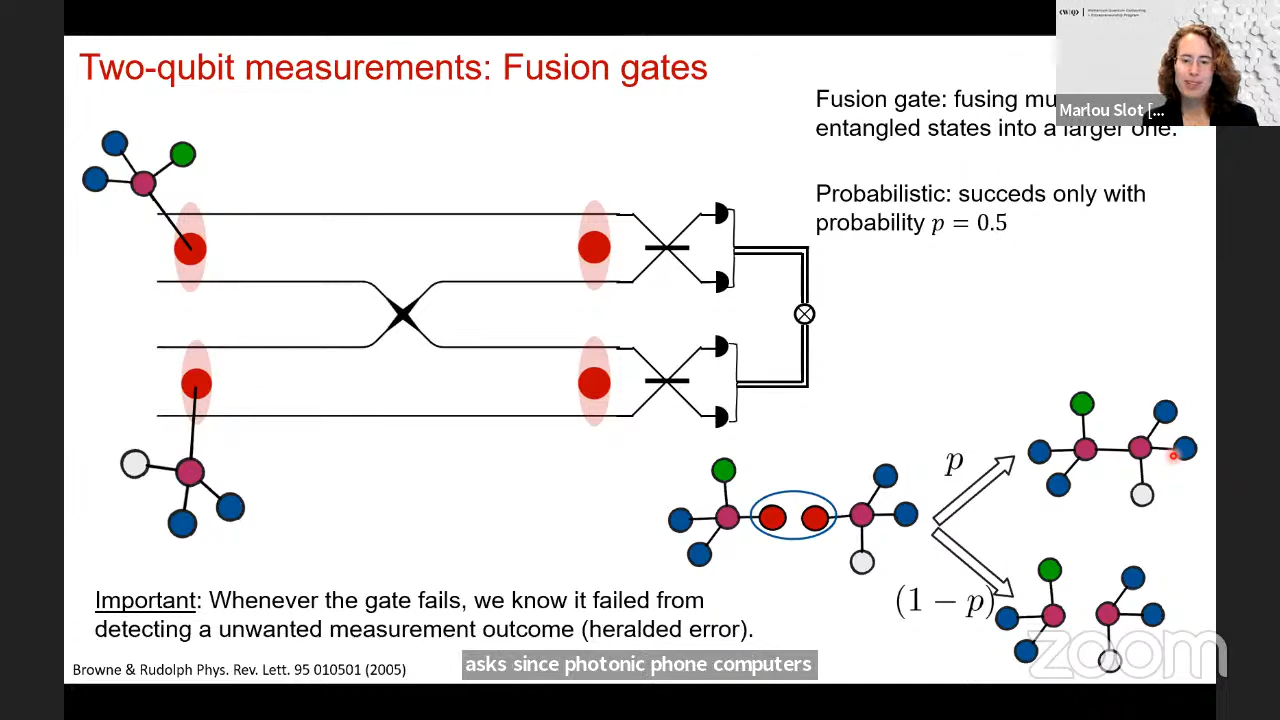 Two-qubit measurements: Fusion gates
Fusion gate: fusing mu
entangled states into a larger one.
Probabilistic: succeds only with
probability p = 0.5
Marlou Slot [...
p
(1 − p)
Important: Whenever the gate fails, we know it failed from
detecting a unwanted measurement outcome (heralded error).
asks since photonic phone computers
Browne & Rudolph Phys. Rev. Lett. 95 010501 (2005)
zoom